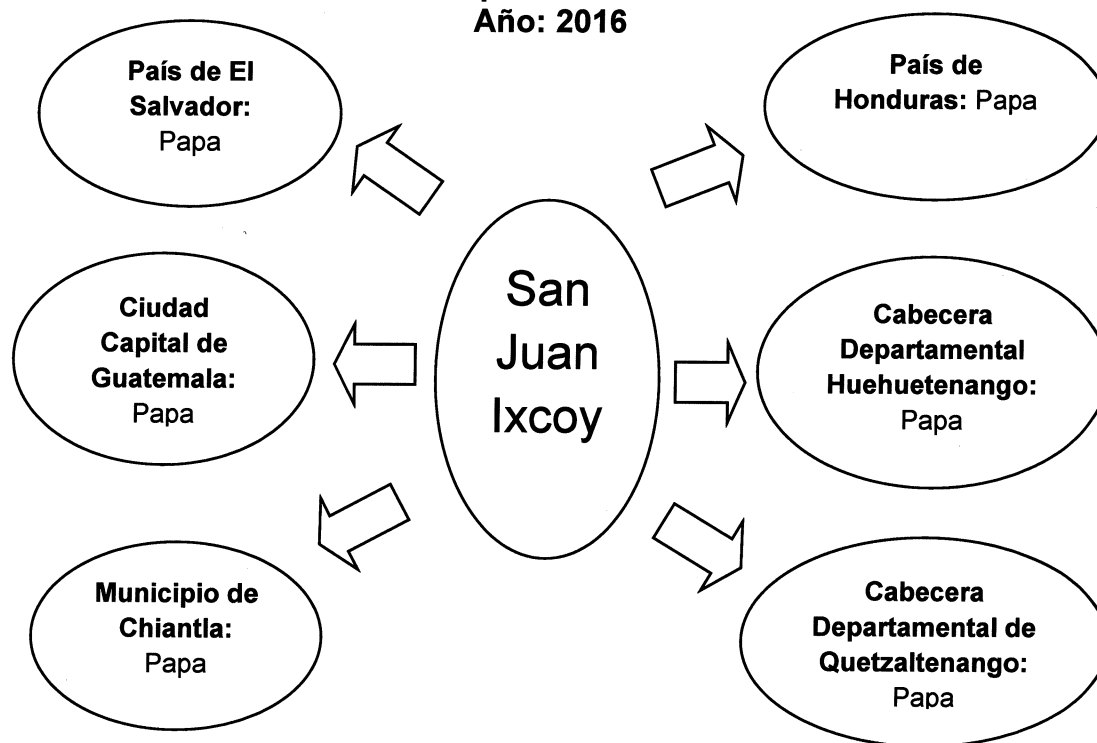 Año: 2016
País de El
Salvador:
Papa
País de
Honduras: Papa
San
Juan
Ixcoy
Ciudad
Capital de
Guatemala:
Papa
Cabecera
Departamental
Huehuetenango:
Papa
Municipio de
Chiantla:
Papa
Cabecera
Departamental de
Quetzaltenango:
Papa